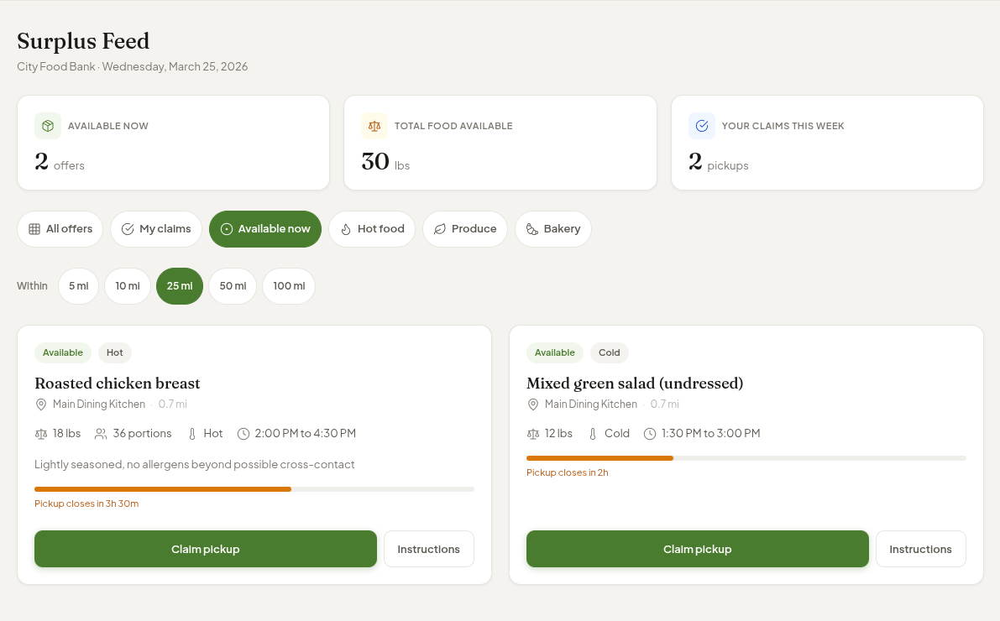 Surplus Feed
City Food Bank · Wednesday, March 25, 2026
AVAILABLE NOW
2 offers
TOTAL FOOD AVAILABLE
30 lbs
YOUR CLAIMS THIS WEEK
2 pickups
All offers My claims Available now Hot food Produce Bakery
Within 5 mi 10 mi 25 mi 50 mi 100 mi
Available Hot
Roasted chicken breast
Main Dining Kitchen · 0.7 mi
18 lbs 36 portions Hot 2:00 PM to 4:30 PM
Lightly seasoned, no allergens beyond possible cross-contact
Pickup closes in 3h 30m
Claim pickup Instructions
Available Cold
Mixed green salad (undressed)
Main Dining Kitchen · 0.7 mi
12 lbs Cold 1:30 PM to 3:00 PM
Pickup closes in 2h
Claim pickup Instructions